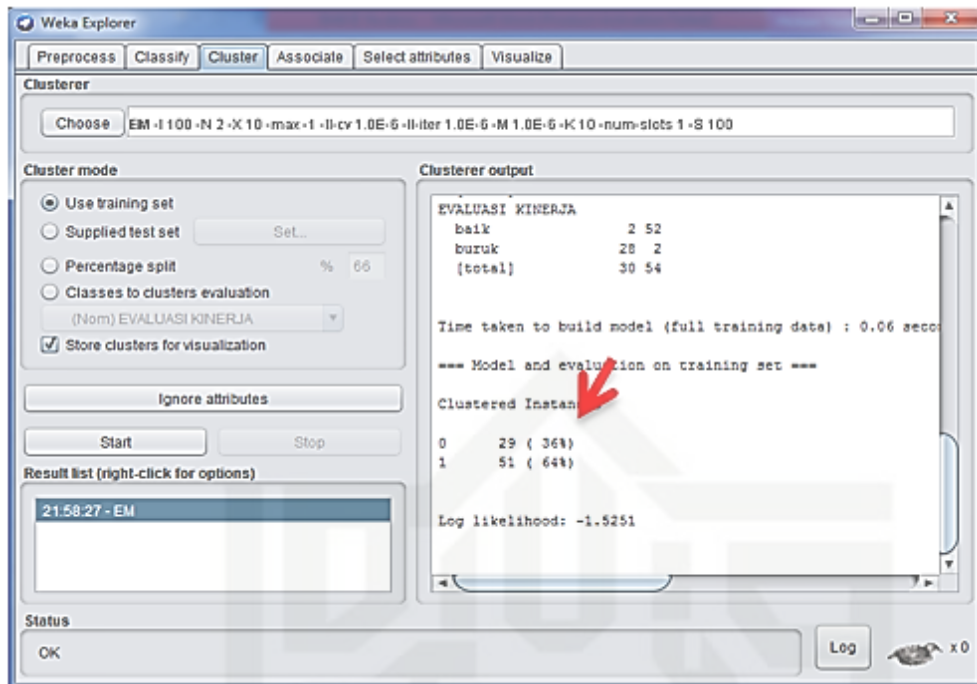 Weka Explorer
Preprocess Classify Cluster Associate Select attributes Visualize
Clusterer
Choose EM -I 100 -N 2 -X 10 -max -1 -ll-cv 1.0E-6 -ll-iter 1.0E-6 -M 1.0E-6 -K 10 -num-slots 1 -S 100
Cluster mode
Use training set
Supplied test set Set...
Percentage split % 66
Classes to clusters evaluation
(Nom) EVALUASI KINERJA
Store clusters for visualization
Ignore attributes
Start Stop
Result list (right-click for options)
21:58:27 - EM
Clusterer output
EVALUASI KINERJA
baik 2 52
buruk 28 2
[total] 30 54
Time taken to build model (full training data) : 0.06 seco
=== Model and evaluation on training set ===
Clustered Instan
0 29 ( 36%)
1 51 ( 64%)
Log likelihood: -1.5251
Status
OK
Log x 0